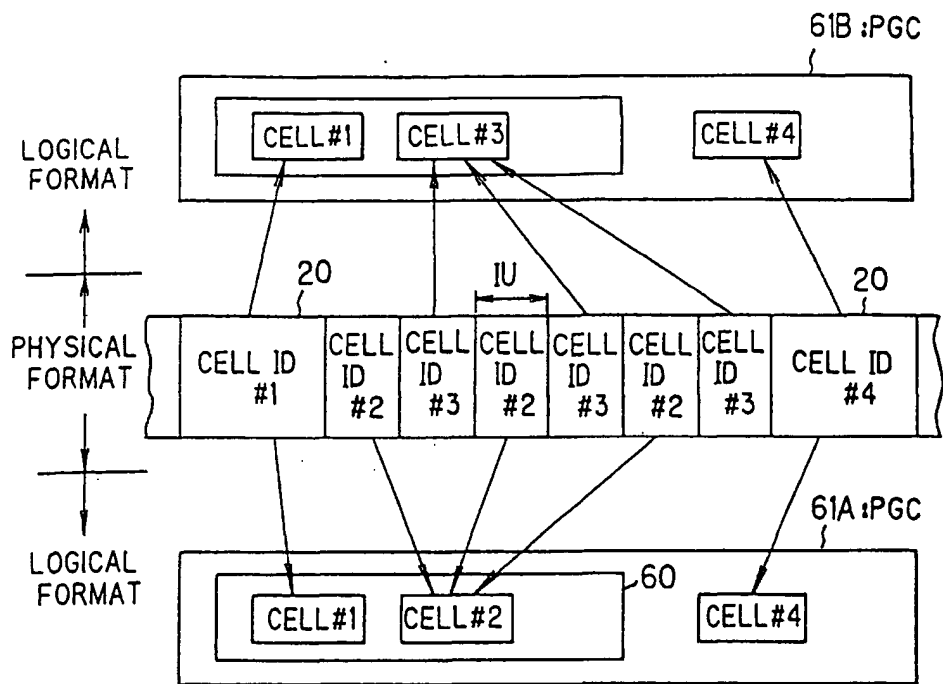 61B:PGC
CELL#1
CELL#3
CELL#4
LOGICAL
FORMAT
20
IU
20
PHYSICAL
FORMAT
CELL ID
#1
CELL
ID
#2
CELL
ID
#3
CELL
ID
#2
CELL
ID
#3
CELL
ID
#2
CELL
ID
#3
CELL ID
#4
LOGICAL
FORMAT
61A:PGC
60
CELL#1
CELL#2
CELL#4